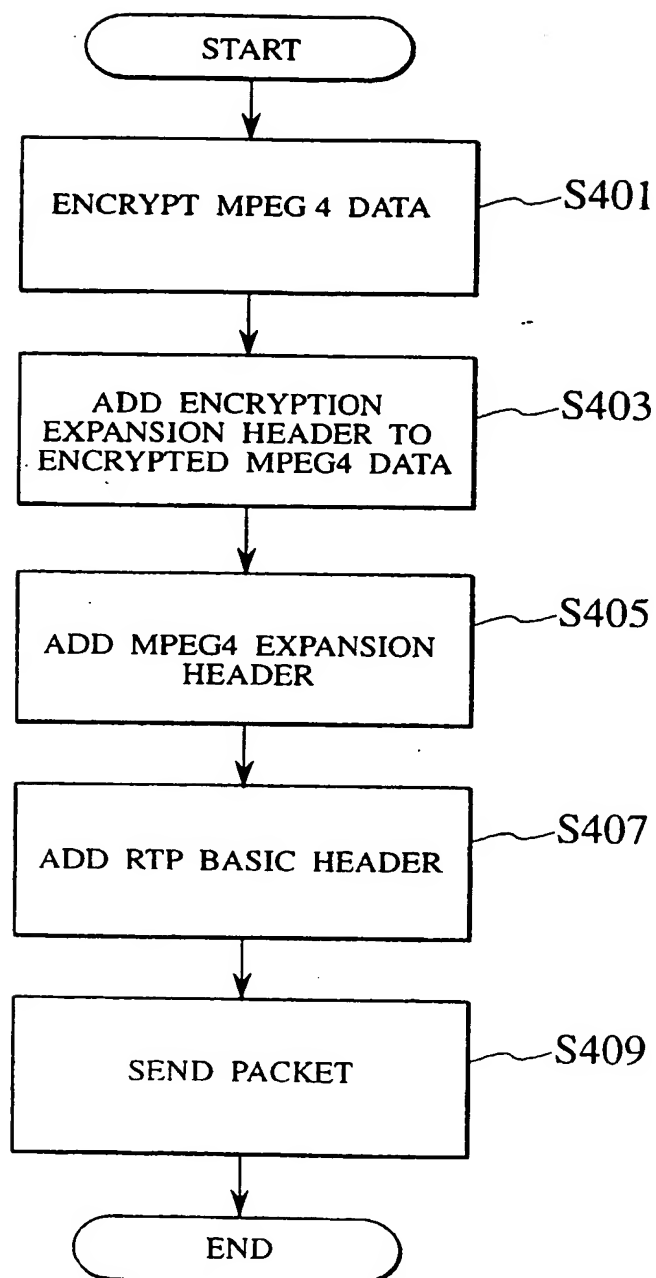 START
ENCRYPT MPEG 4 DATA
S401
ADD ENCRYPTION
EXPANSION HEADER TO
ENCRYPTED MPEG4 DATA
S403
ADD MPEG4 EXPANSION
HEADER
S405
ADD RTP BASIC HEADER
S407
SEND PACKET
S409
END